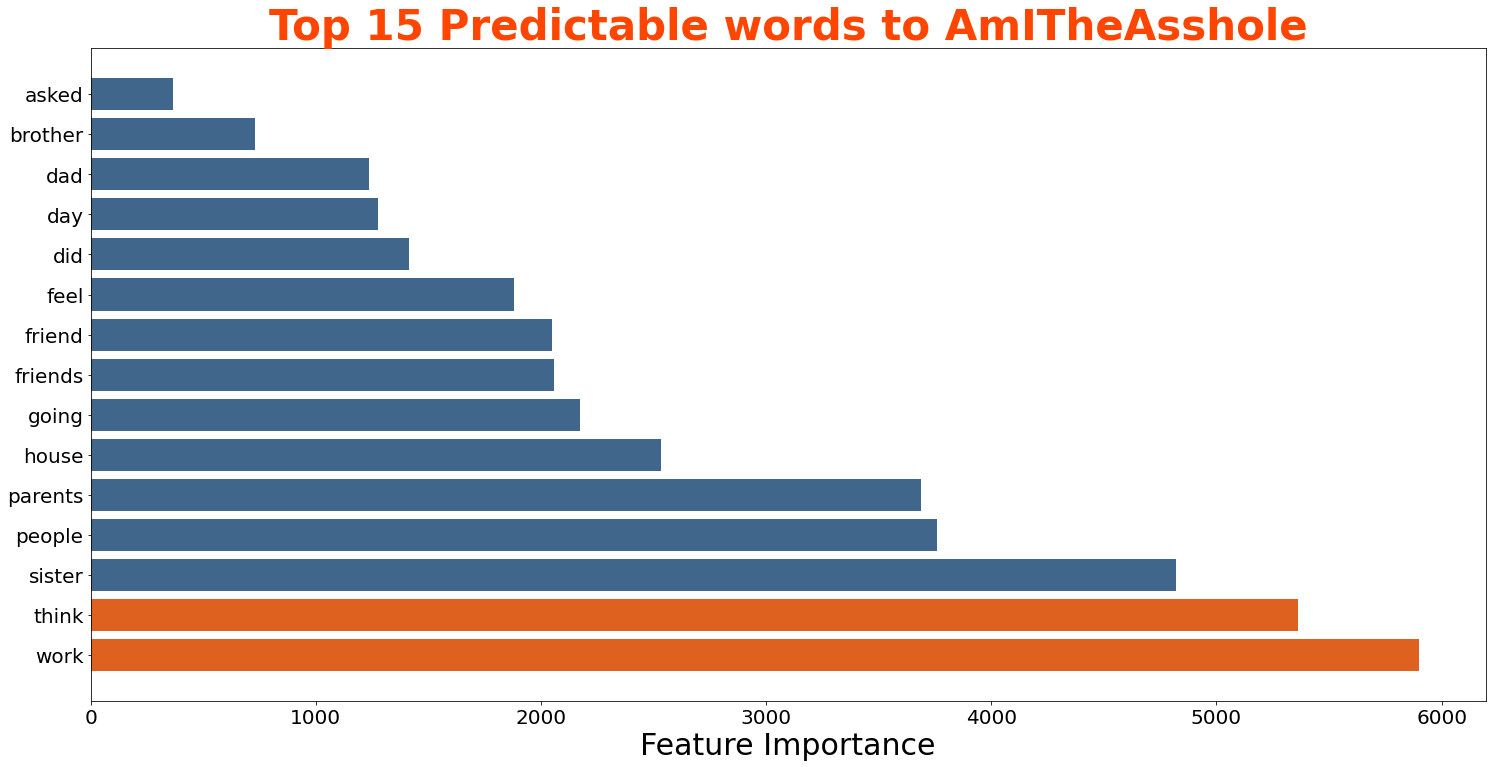 Top 15 Predictable words to AmITheAsshole
asked
brother
dad
day
did
feel
friend
friends
going
house
parents
people
sister
think
work
0 1000 2000 3000 4000 5000 6000
Feature Importance